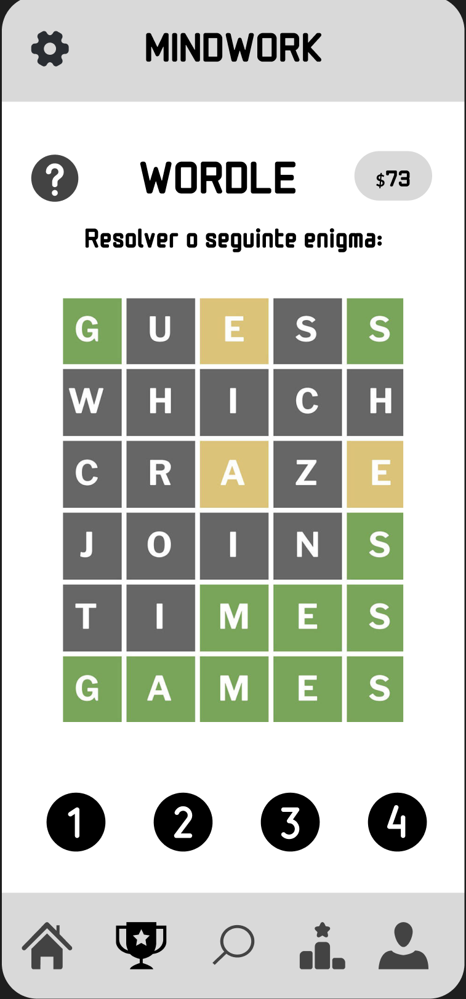 MINDWORK
? WORDLE $73
Resolver o seguinte enigma:
G U E S S
W H I C H
C R A Z E
J O I N S
T I M E S
G A M E S
1 2 3 4